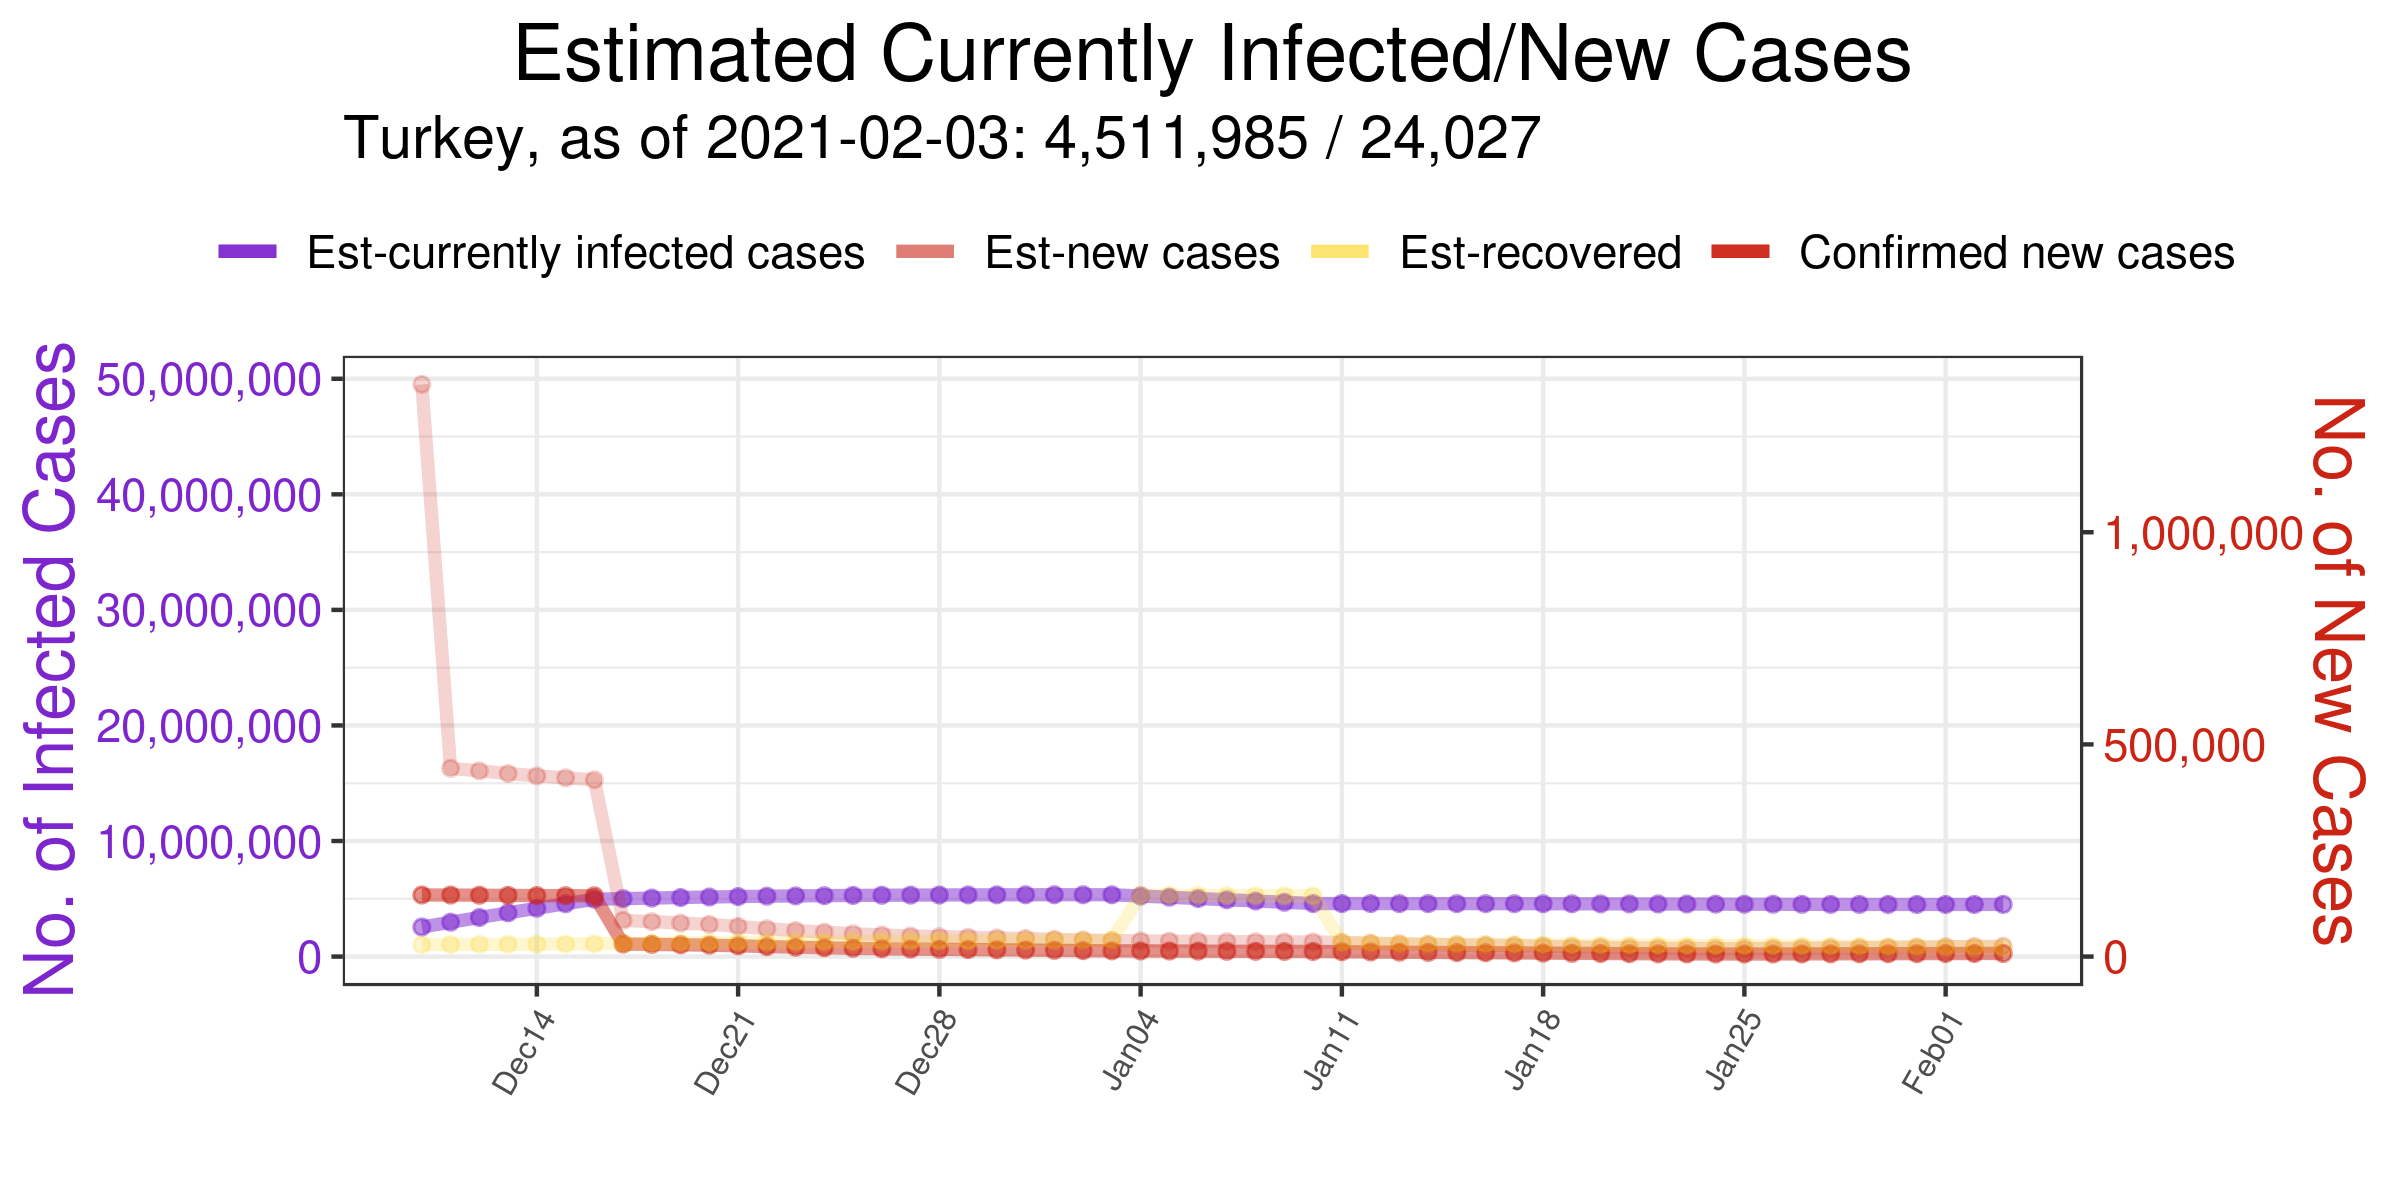 Estimated Currently Infected/New Cases
Turkey, as of 2021-02-03: 4,511,985 / 24,027
Est-currently infected cases Est-new cases Est-recovered Confirmed new cases
No. of Infected Cases
50,000,000
40,000,000
30,000,000
20,000,000
10,000,000
0
1,000,000
500,000
0
No. of New Cases
Dec14 Dec21 Dec28 Jan04 Jan11 Jan18 Jan25 Feb01